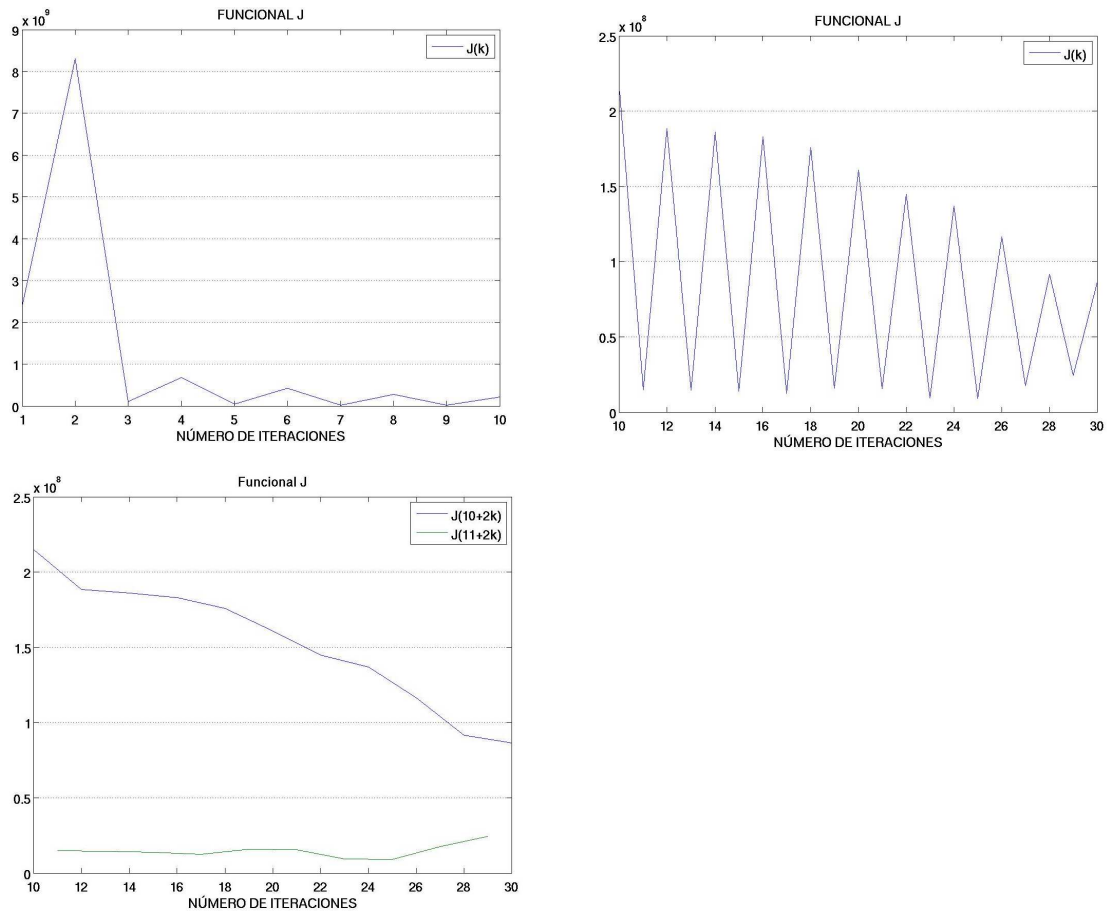 FUNCIONAL J
x 10^9
J(k)
9
8
7
6
5
4
3
2
1
0
1 2 3 4 5 6 7 8 9 10
NÚMERO DE ITERACIONES
FUNCIONAL J
x 10^8
J(k)
2.5
2
1.5
1
0.5
0
10 12 14 16 18 20 22 24 26 28 30
NÚMERO DE ITERACIONES
Funcional J
x 10^8
J(10+2k)
J(11+2k)
2.5
2
1.5
1
0.5
0
10 12 14 16 18 20 22 24 26 28 30
NÚMERO DE ITERACIONES